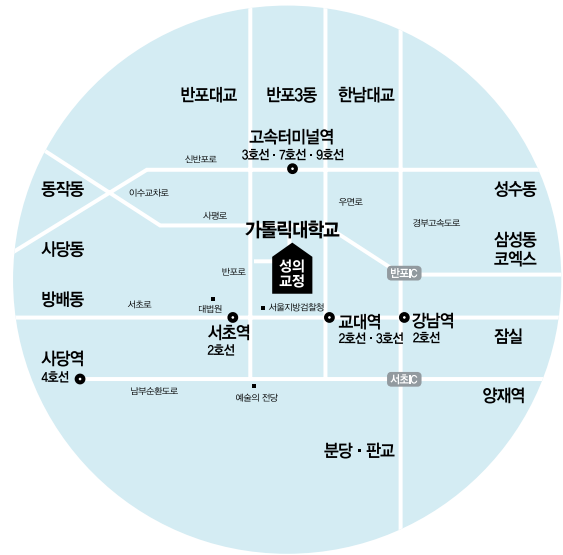 반포대교
반포3동
한남대교
고속터미널역
3호선 · 7호선 · 9호선
신반포로
동작동
이수교차로
우면로
성수동
사평로
경부고속도로
가톨릭대학교
사당동
삼성동
코엑스
성의
교정
반포로
반포IC
방배동
서초로
대법원
서울지방검찰청
서초역
2호선
교대역
2호선 · 3호선
강남역
2호선
잠실
사당역
4호선
남부순환도로
예술의 전당
서초IC
양재역
분당 · 판교